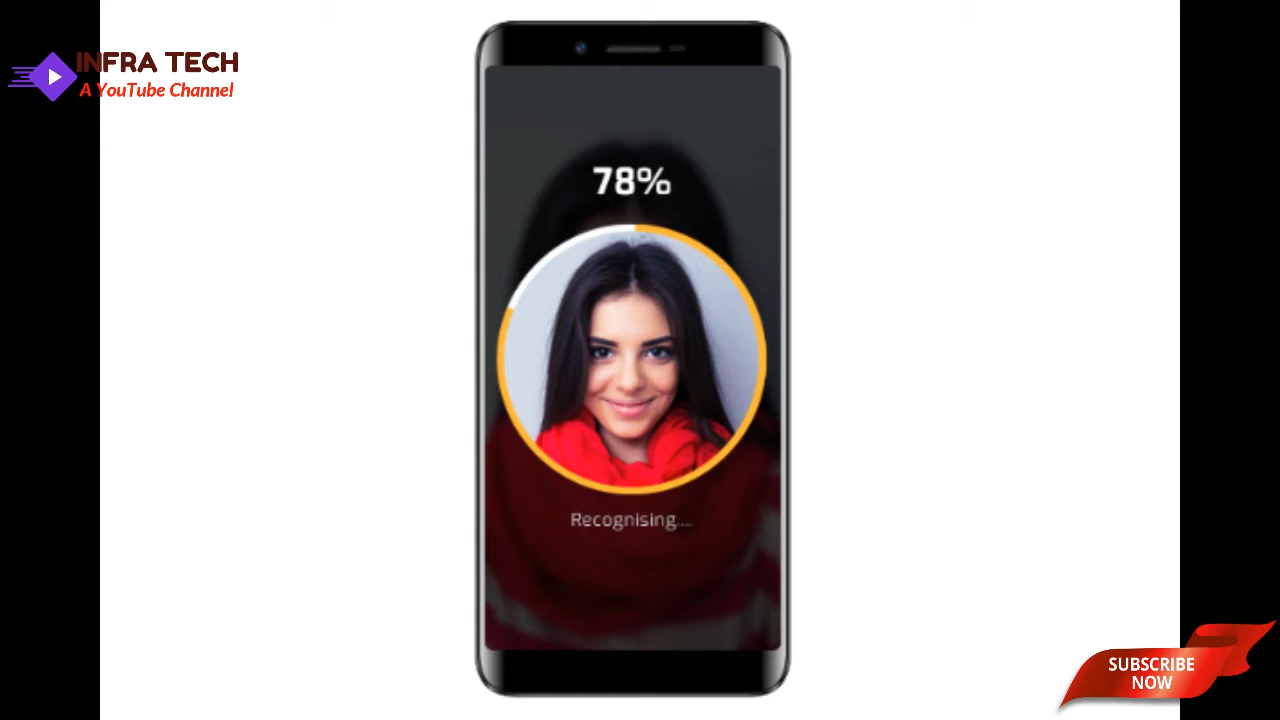 INFRA TECH
A YouTube Channel
78%
Recognising....
SUBSCRIBE
NOW